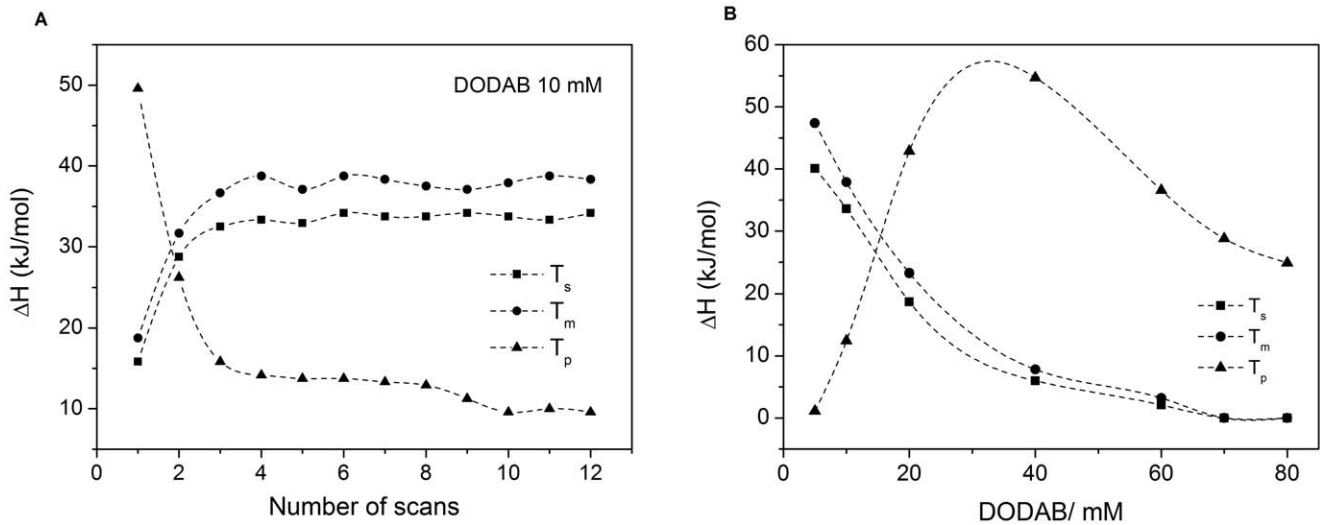 A
DODAB 10 mM
ΔH (kJ/mol)
50
40
30
20
10
0 2 4 6 8 10 12
Number of scans
Tₛ
Tₘ
Tₚ
B
ΔH (kJ/mol)
60
50
40
30
20
10
0
0 20 40 60 80
DODAB/ mM
Tₛ
Tₘ
Tₚ